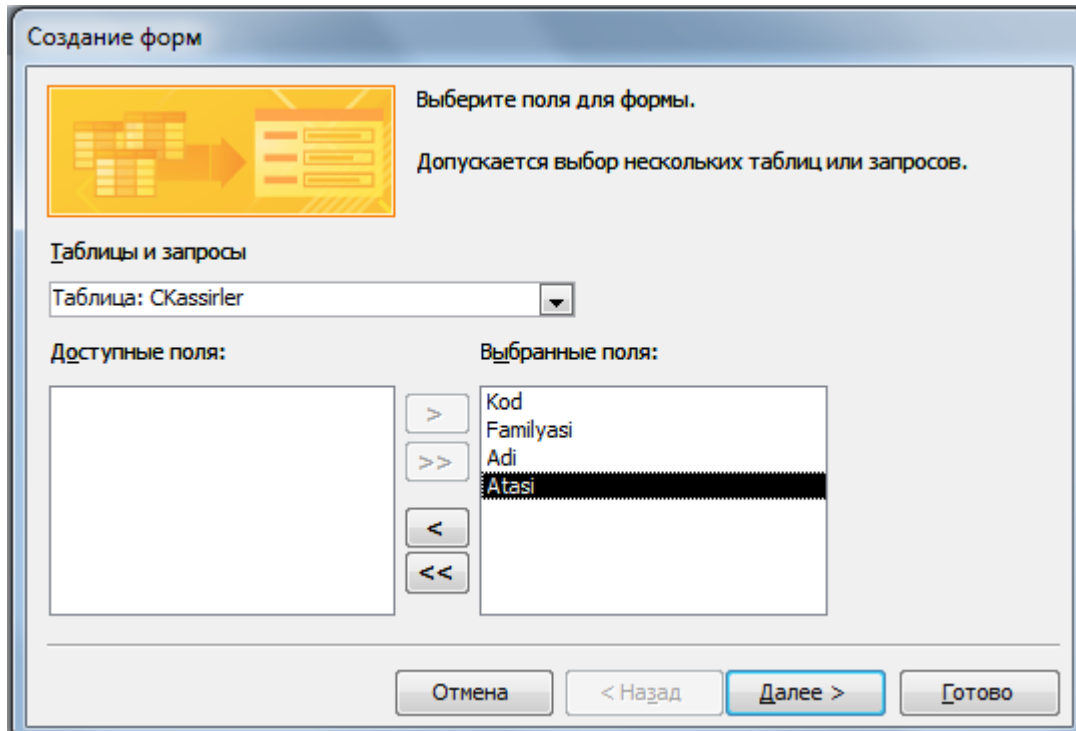 Создание форм
Выберите поля для формы.
Допускается выбор нескольких таблиц или запросов.
Таблицы и запросы
Таблица: CKassirler
Доступные поля:
Выбранные поля:
>
>>
<
<<
Kod
Familyasi
Adi
Atasi
Отмена
< Назад
Далее >
Готово